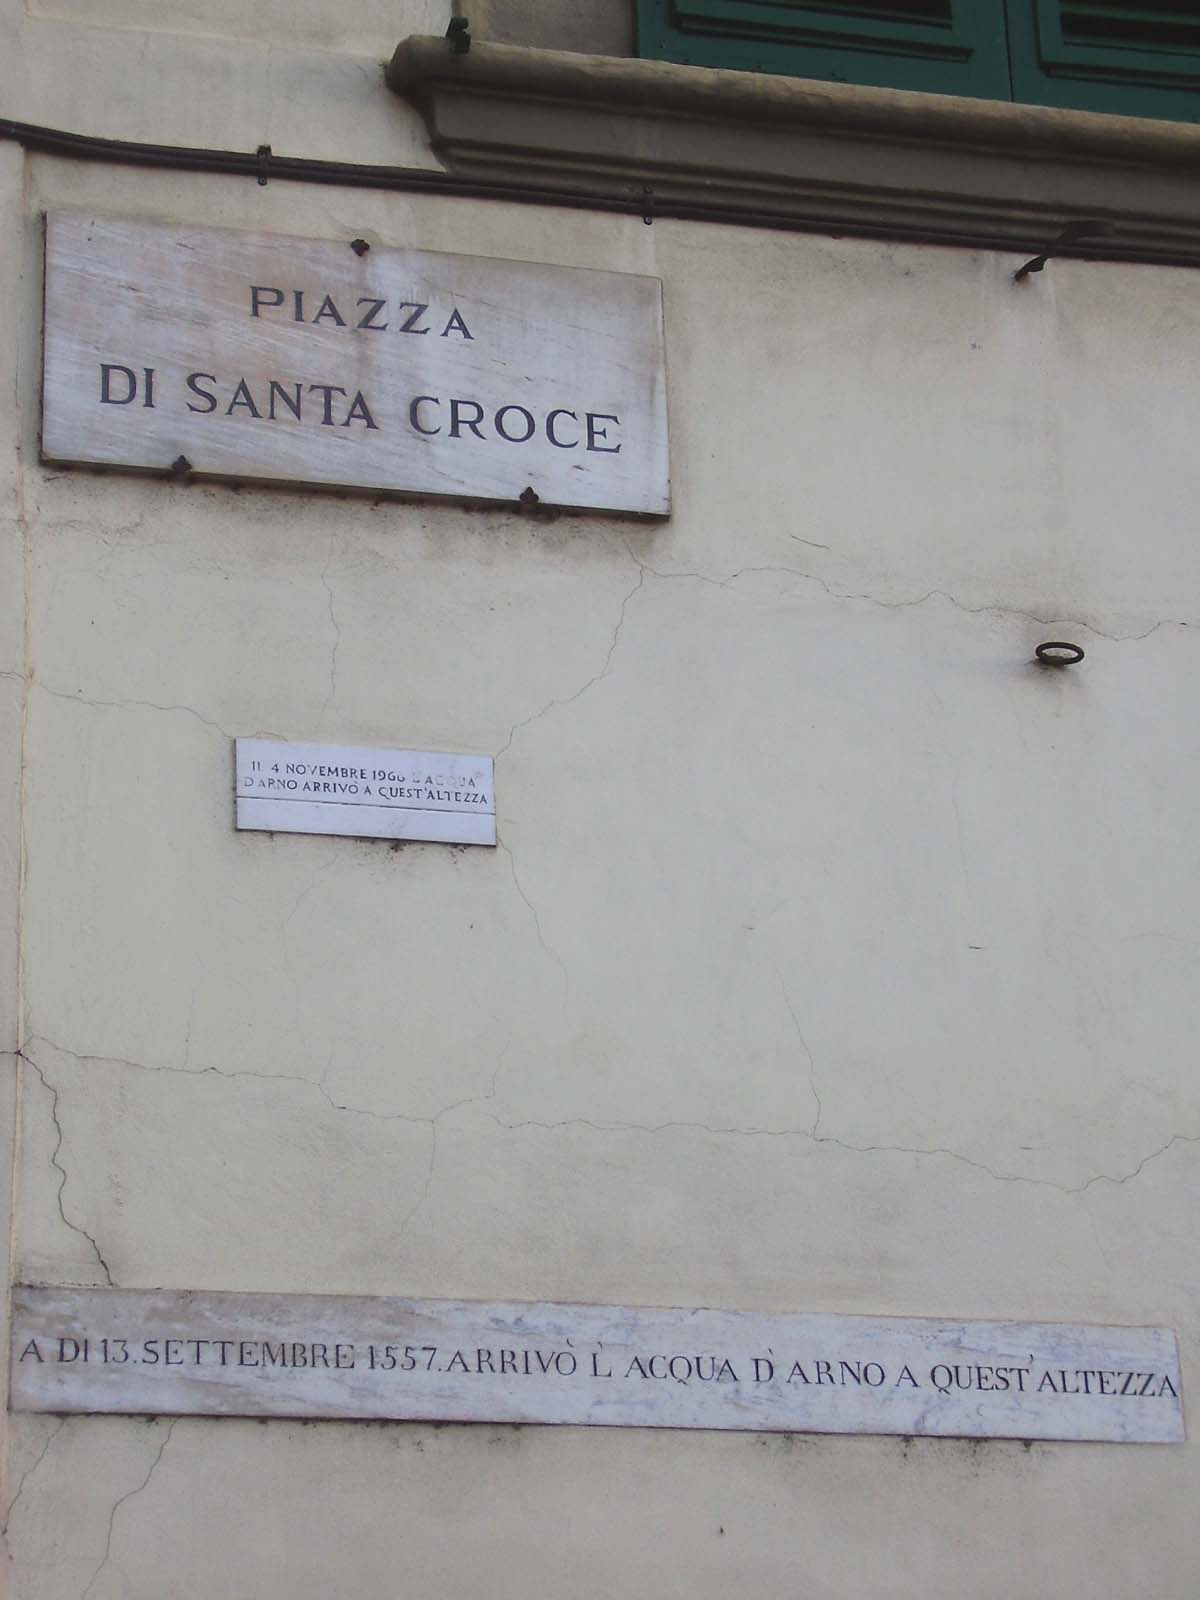 PIAZZA
DI SANTA CROCE
IL 4 NOVEMBRE 1966 L'ACQUA
D'ARNO ARRIVÒ A QUEST'ALTEZZA
A DÌ 13. SETTEMBRE 1557. ARRIVÒ L' ACQUA D' ARNO A QUEST'ALTEZZA